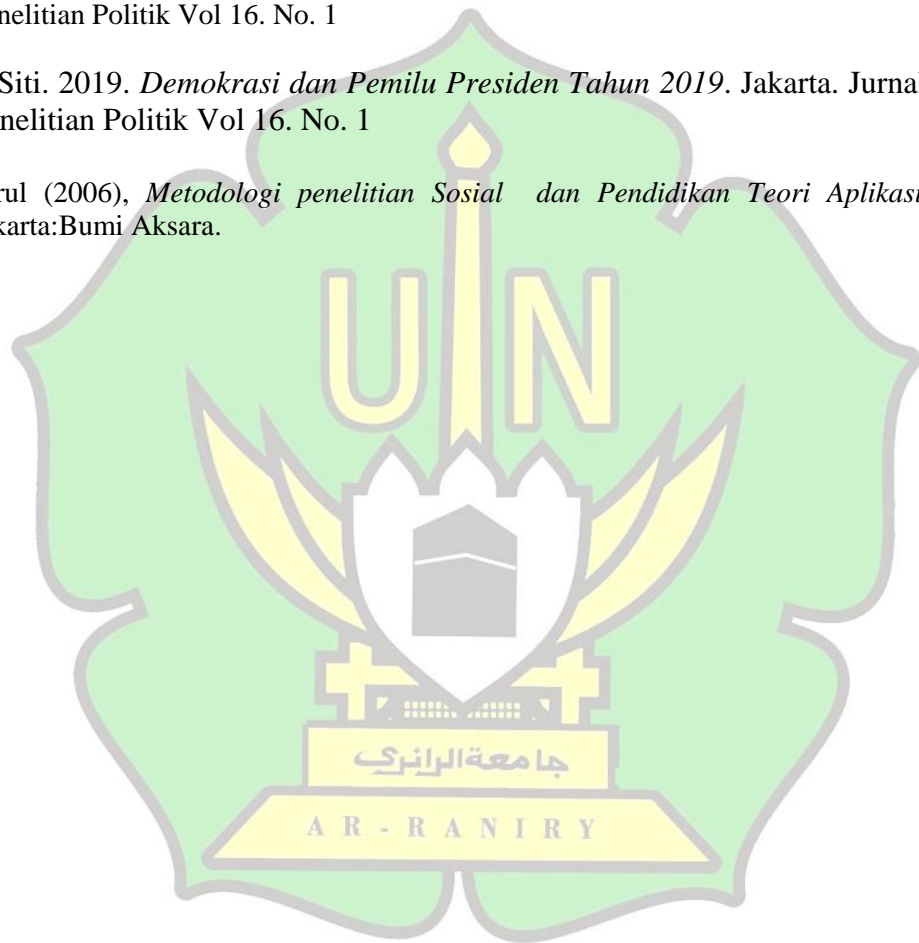 nelitian Politik Vol 16. No. 1
Siti. 2019. Demokrasi dan Pemilu Presiden Tahun 2019. Jakarta. Jurnal
nelitian Politik Vol 16. No. 1
rul (2006), Metodologi penelitian Sosial dan Pendidikan Teori Aplikasi
karta:Bumi Aksara.
UIN
جامعة الرانري
AR-RANIRY